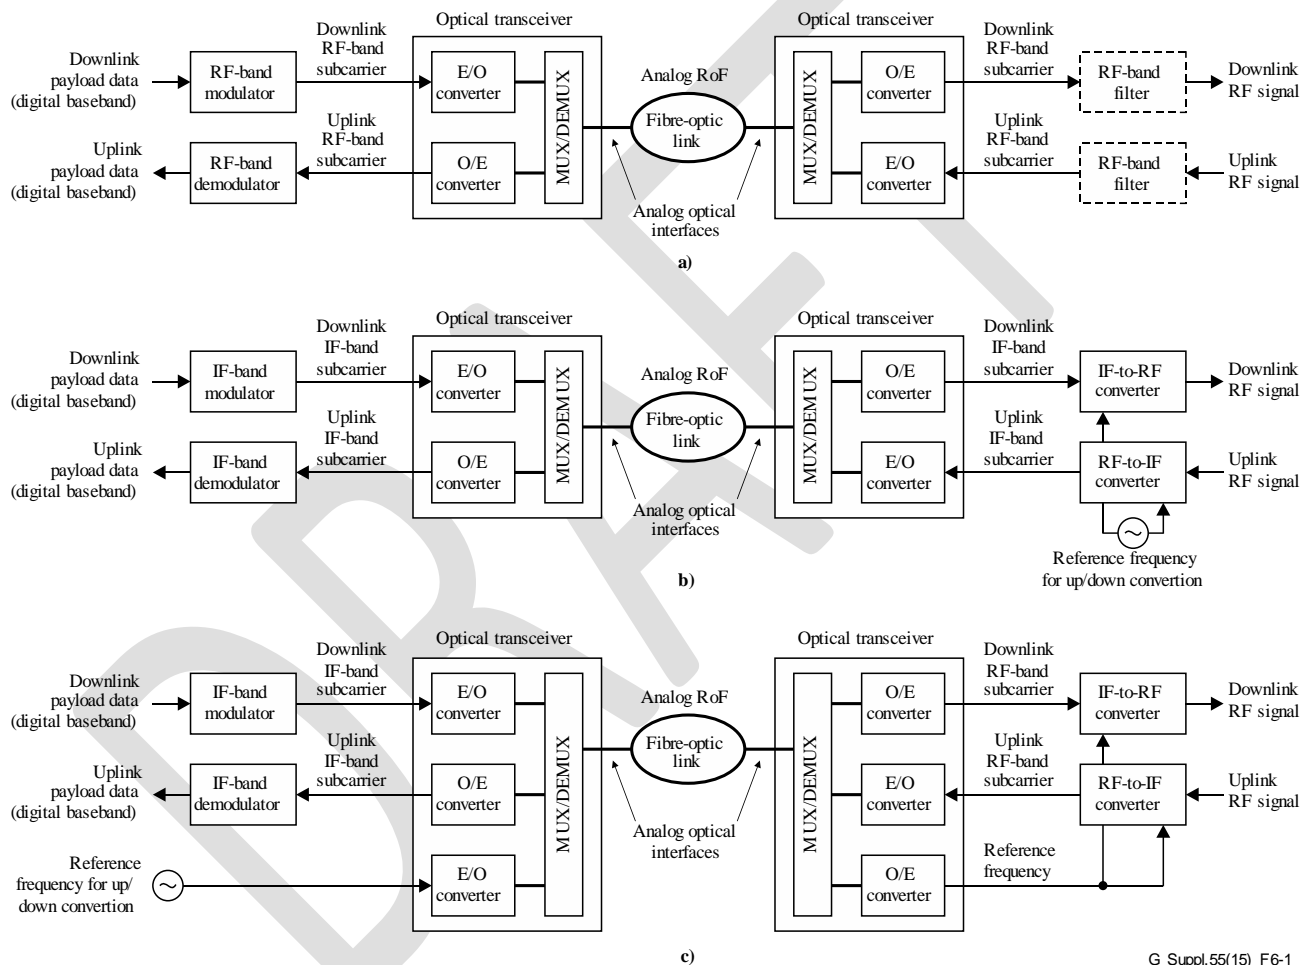 Optical transceiver
Optical transceiver
Downlink
payload data
(digital baseband)
RF-band
modulator
Downlink
RF-band
subcarrier
E/O
converter
MUX/DEMUX
Analog RoF
Fibre-optic
link
MUX/DEMUX
O/E
converter
Downlink
RF-band
subcarrier
RF-band
filter
Downlink
RF signal
Uplink
payload data
(digital baseband)
RF-band
demodulator
Uplink
RF-band
subcarrier
O/E
converter
Analog optical
interfaces
E/O
converter
Uplink
RF-band
subcarrier
RF-band
filter
Uplink
RF signal
a)
Optical transceiver
Optical transceiver
Downlink
payload data
(digital baseband)
IF-band
modulator
Downlink
IF-band
subcarrier
E/O
converter
MUX/DEMUX
Analog RoF
Fibre-optic
link
MUX/DEMUX
O/E
converter
Downlink
IF-band
subcarrier
IF-to-RF
converter
Downlink
RF signal
Uplink
payload data
(digital baseband)
IF-band
demodulator
Uplink
IF-band
subcarrier
O/E
converter
Analog optical
interfaces
E/O
converter
Uplink
IF-band
subcarrier
RF-to-IF
converter
Uplink
RF signal
Reference frequency
for up/down convertion
b)
Optical transceiver
Optical transceiver
Downlink
payload data
(digital baseband)
IF-band
modulator
Downlink
IF-band
subcarrier
E/O
converter
MUX/DEMUX
Analog RoF
Fibre-optic
link
MUX/DEMUX
O/E
converter
Downlink
RF-band
subcarrier
IF-to-RF
converter
Downlink
RF signal
Uplink
payload data
(digital baseband)
IF-band
demodulator
Uplink
IF-band
subcarrier
O/E
converter
Analog optical
interfaces
E/O
converter
Uplink
RF-band
subcarrier
RF-to-IF
converter
Uplink
RF signal
Reference
frequency for up/
down convertion
E/O
converter
O/E
converter
Reference
frequency
c)
G Suppl.55(15)_F6-1
DRAFT